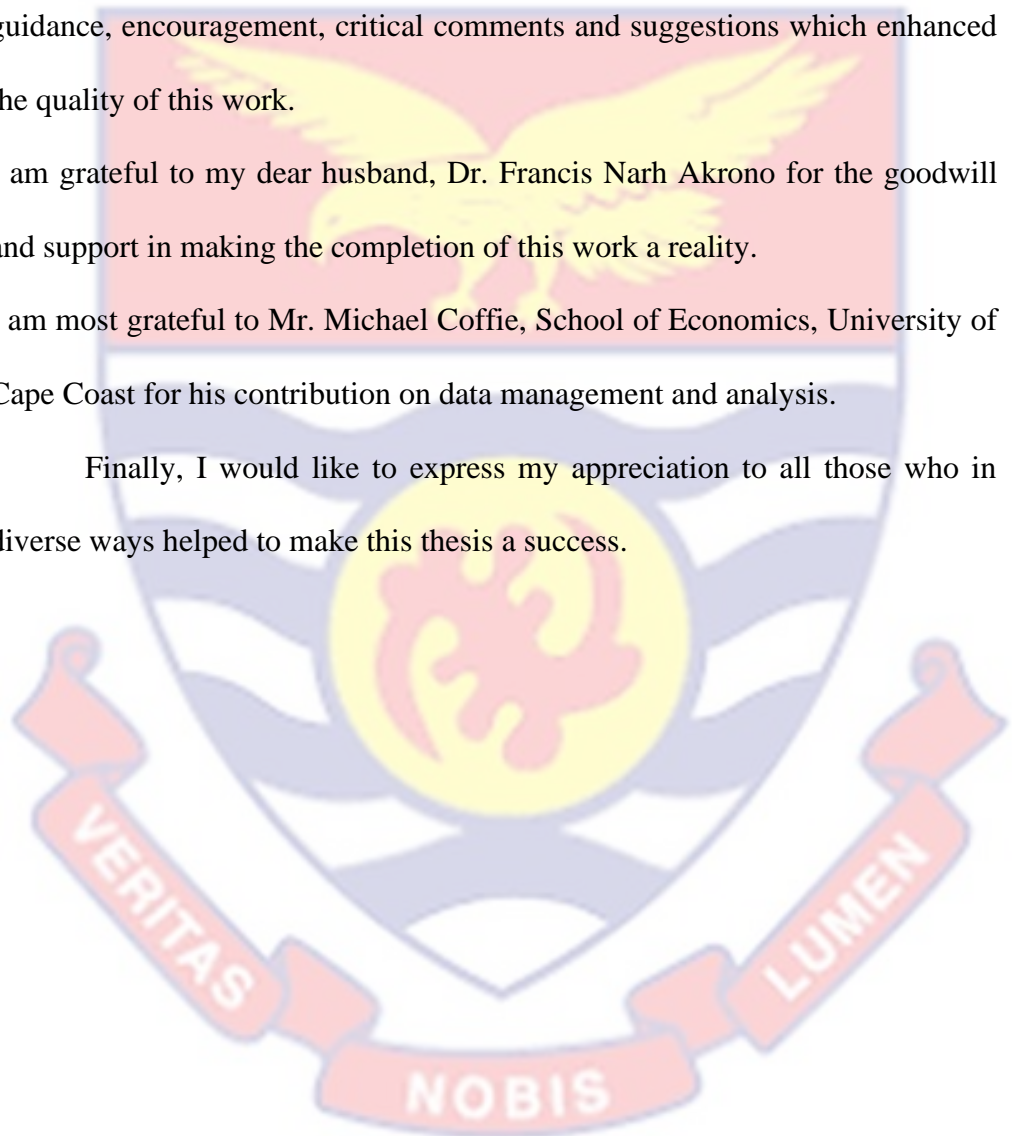 guidance, encouragement, critical comments and suggestions which enhanced
he quality of this work.
am grateful to my dear husband, Dr. Francis Narh Akrono for the goodwill
and support in making the completion of this work a reality.
am most grateful to Mr. Michael Coffie, School of Economics, University of
Cape Coast for his contribution on data management and analysis.
Finally, I would like to express my appreciation to all those who in
diverse ways helped to make this thesis a success.
VERITAS
NOBIS
LUMEN